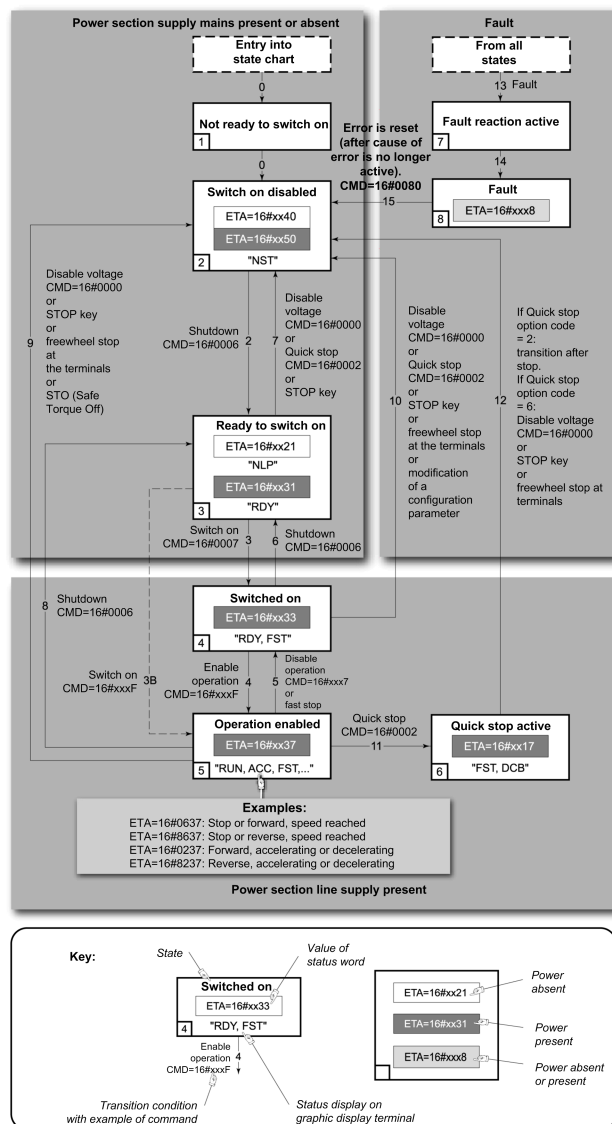 Power section supply mains present or absent
Fault
Entry into
state chart
From all
states
0
13 Fault
Not ready to switch on
1
Fault reaction active
7
Error is reset
(after cause of
error is no longer
active).
CMD=16#0080
0
14
15
Switch on disabled
ETA=16#xx40
ETA=16#xx50
"NST"
2
Fault
ETA=16#xxx8
8
9
Disable voltage
CMD=16#0000
or
STOP key
or
freewheel stop
at
the terminals
or
STO (Safe
Torque Off)
Shutdown
CMD=16#0006
2
7
Disable
voltage
CMD=16#0000
or
Quick stop
CMD=16#0002
or
STOP key
10
Disable
voltage
CMD=16#0000
or
Quick stop
CMD=16#0002
or
STOP key
or
freewheel stop
at the terminals
or
modification
of a
configuration
parameter
12
If Quick stop
option code
= 2:
transition after
stop.
If Quick stop
option code
= 6:
Disable voltage
CMD=16#0000
or
STOP key
or
freewheel stop at
terminals
Ready to switch on
ETA=16#xx21
"NLP"
ETA=16#xx31
"RDY"
3
Switch on
CMD=16#0007
3
6
Shutdown
CMD=16#0006
8
Shutdown
CMD=16#0006
Switched on
ETA=16#xx33
"RDY, FST"
4
Switch on
CMD=16#xxxF
3B
Enable
operation
CMD=16#xxxF
4
5
Disable
operation
CMD=16#xxx7
or
fast stop
Operation enabled
ETA=16#xx37
"RUN, ACC, FST,..."
5
Quick stop
CMD=16#0002
11
Quick stop active
ETA=16#xx17
"FST, DCB"
6
Examples:
ETA=16#0637: Stop or forward, speed reached
ETA=16#8637: Stop or reverse, speed reached
ETA=16#0237: Forward, accelerating or decelerating
ETA=16#8237: Reverse, accelerating or decelerating
Power section line supply present
Key:
State
Value of
status word
Switched on
ETA=16#xx33
"RDY, FST"
4
Enable
operation
CMD=16#xxxF
4
Transition condition
with example of command
Status display on
graphic display terminal
ETA=16#xx21
Power
absent
ETA=16#xx31
Power
present
ETA=16#xxx8
Power absent
or present